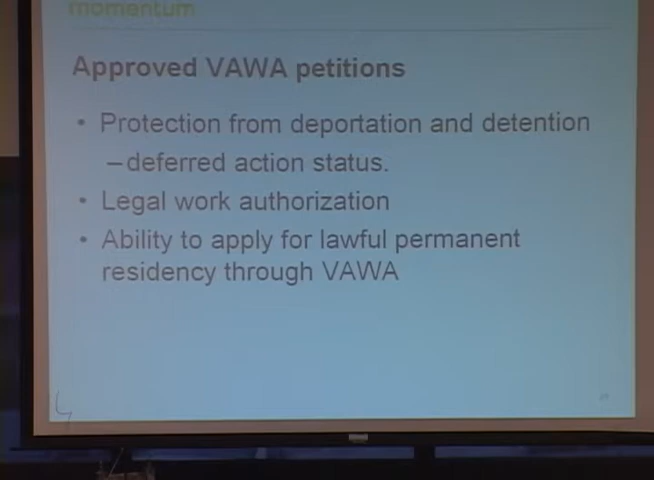 momentum
Approved VAWA petitions
• Protection from deportation and detention
– deferred action status.
• Legal work authorization
• Ability to apply for lawful permanent
residency through VAWA